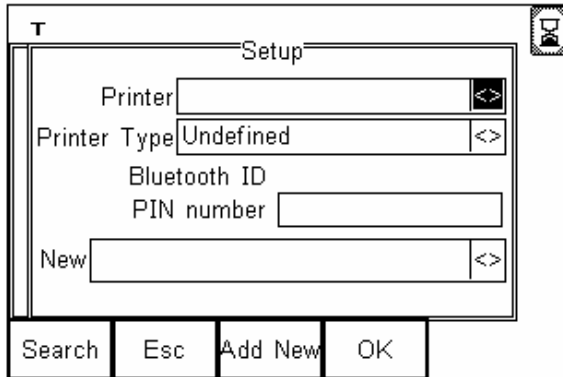 T
Setup
Printer <>
Printer Type Undefined <>
Bluetooth ID
PIN number
New <>
Search Esc Add New OK